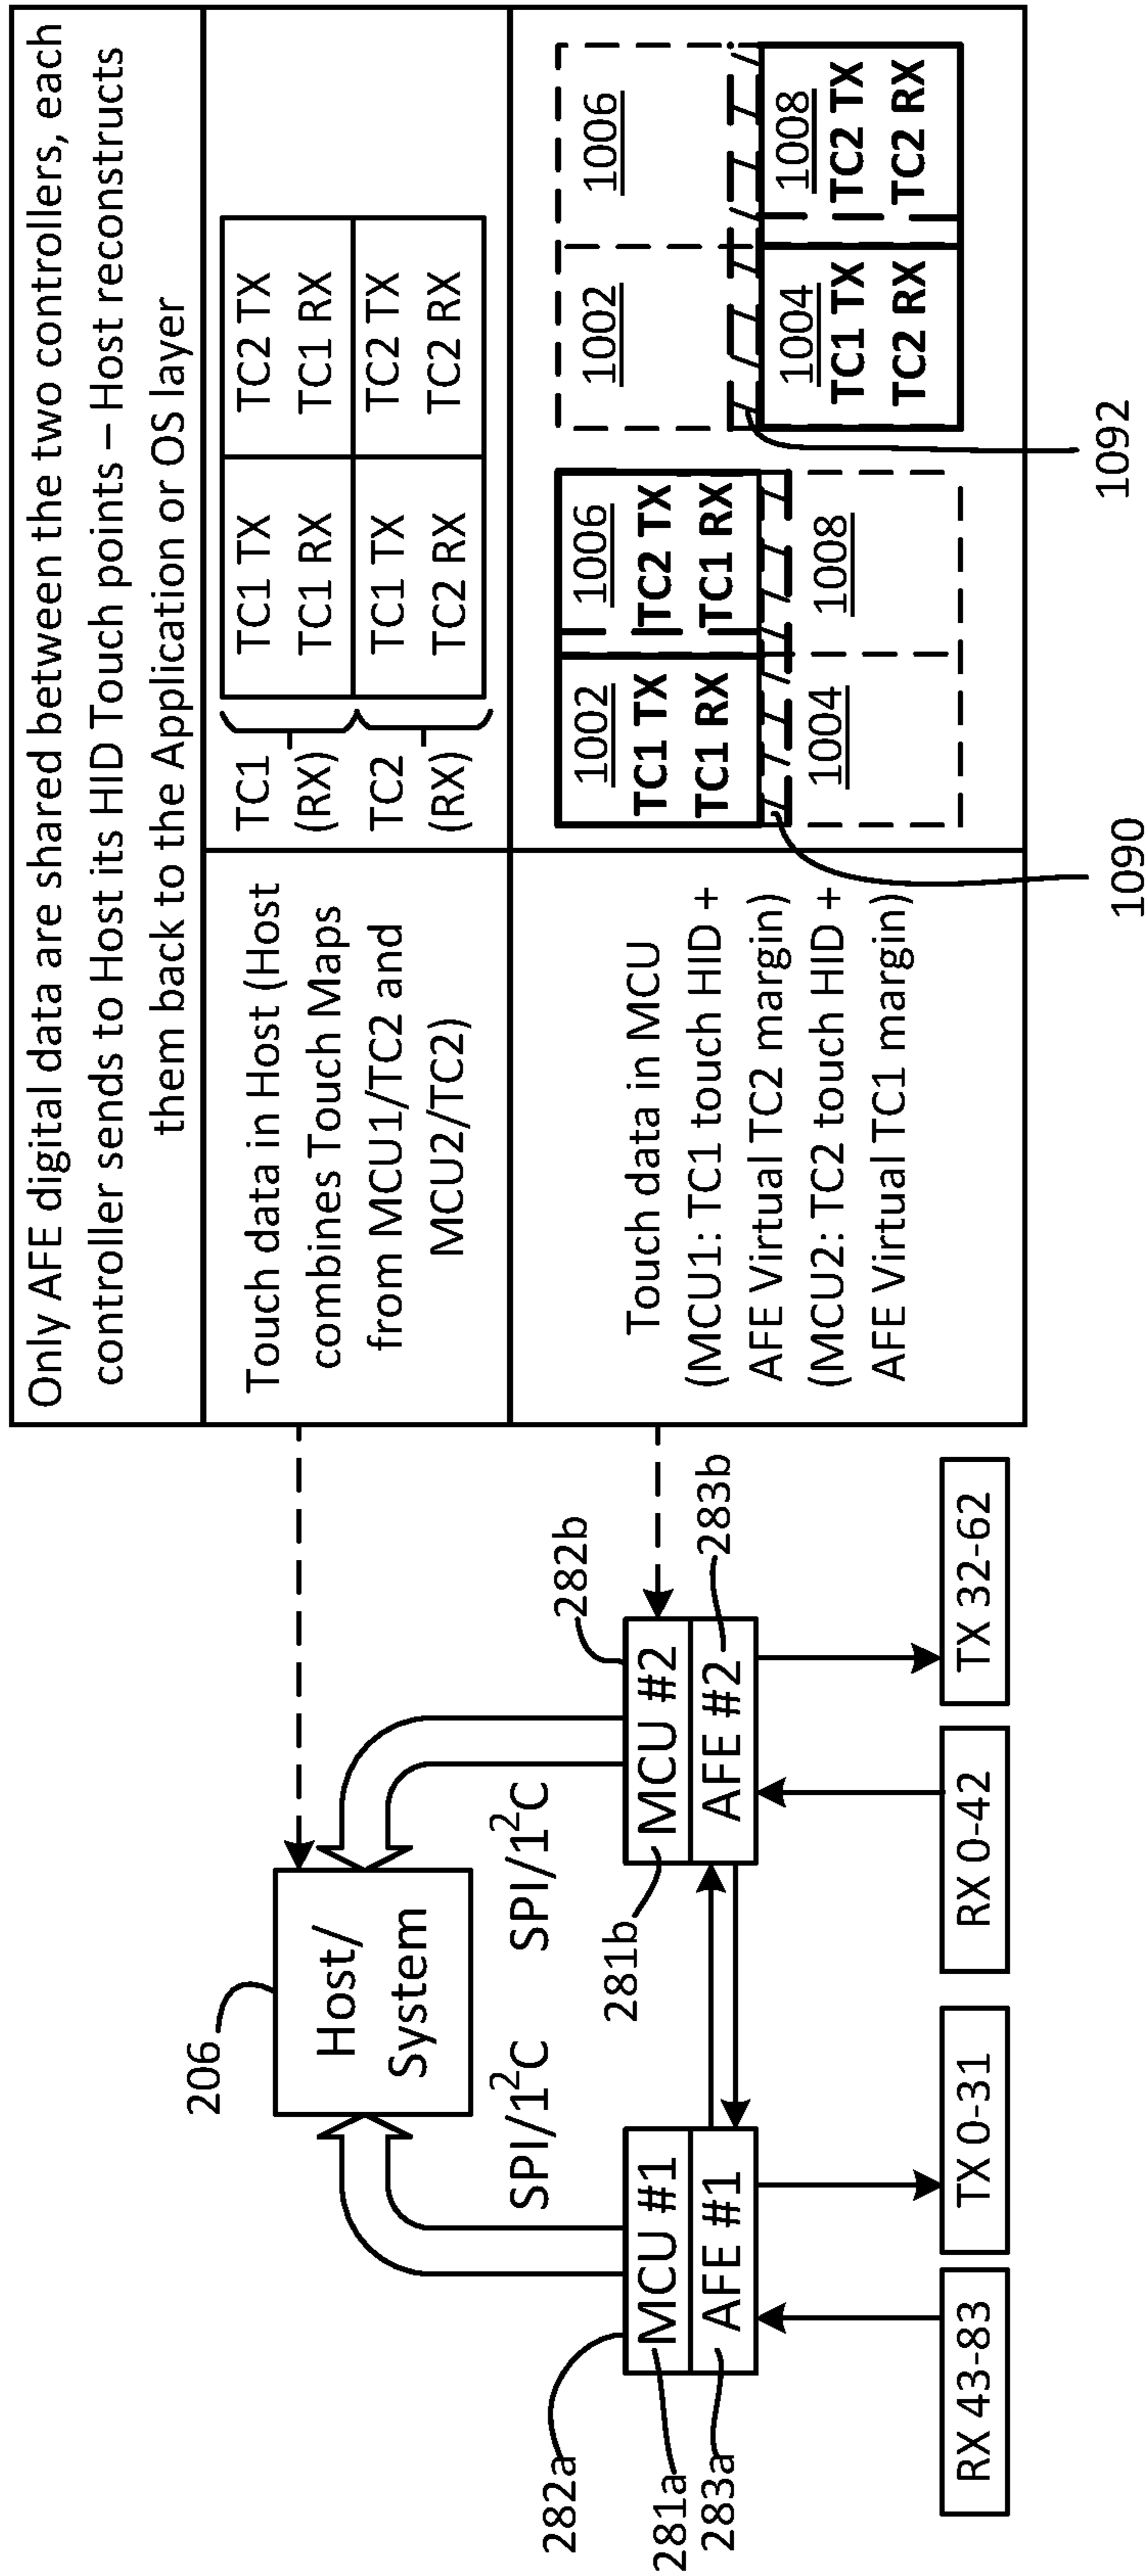 Only AFE digital data are shared between the two controllers, each
controller sends to Host its HID Touch points – Host reconstructs
them back to the Application or OS layer
Touch data in Host (Host
combines Touch Maps
from MCU1/TC2 and
MCU2/TC2)
TC1
(RX)
TC2
(RX)
TC1 TX
TC1 RX
TC2 TX
TC1 RX
TC1 TX
TC2 RX
TC2 TX
TC2 RX
Touch data in MCU
(MCU1: TC1 touch HID +
AFE Virtual TC2 margin)
(MCU2: TC2 touch HID +
AFE Virtual TC1 margin)
1002
TC1 TX
TC1 RX
1006
TC2 TX
TC1 RX
1004
1008
1002
1006
1004
TC1 TX
TC2 RX
1008
TC2 TX
TC2 RX
1090
1092
206
Host/
System
SPI/1²C
SPI/1²C
282a
281a
283a
MCU #1
AFE #1
282b
281b
283b
MCU #2
AFE #2
RX 43-83
TX 0-31
RX 0-42
TX 32-62